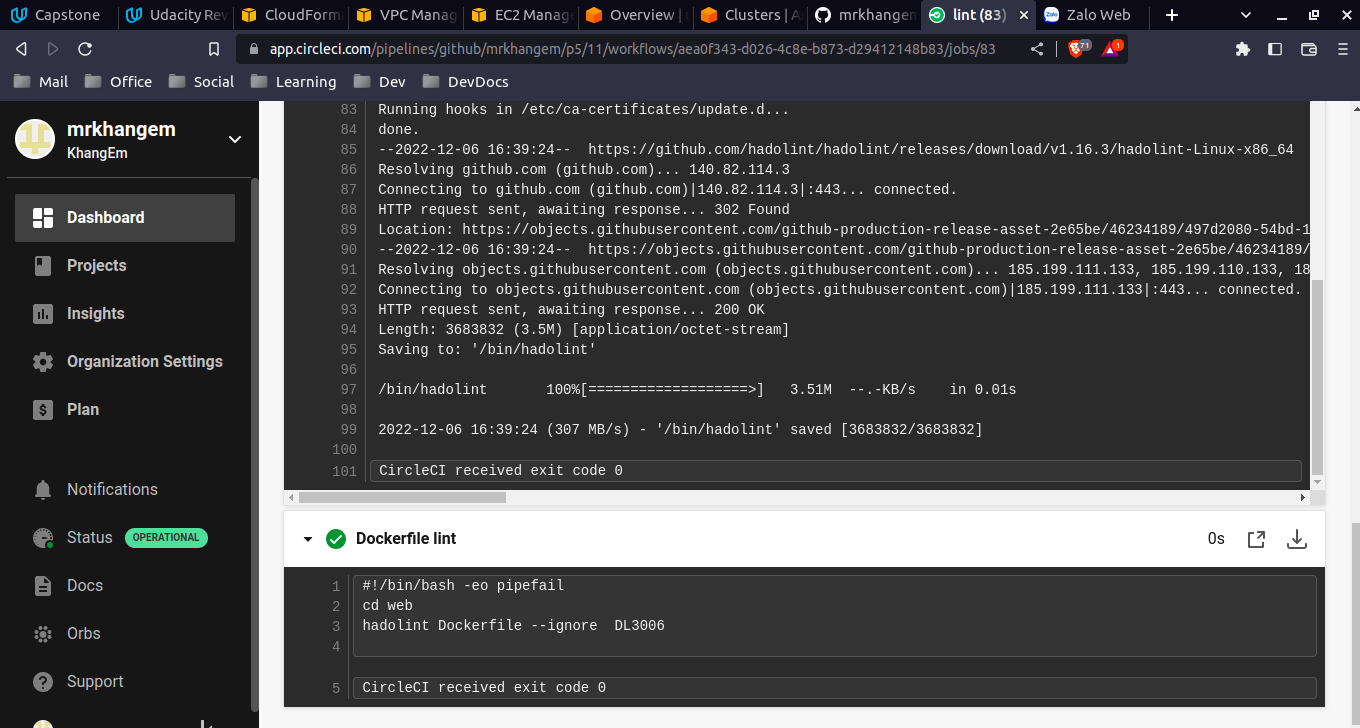 Capstone
Udacity Rev
CloudForm
VPC Manag
EC2 Manage
Overview |
Clusters | A
mrkhangem
lint (83)
Zalo Web
app.circleci.com/pipelines/github/mrkhangem/p5/11/workflows/aea0f343-d026-4c8e-b873-d29412148b83/jobs/83
71
1
Mail
Office
Social
Learning
Dev
DevDocs
mrkhangem
KhangEm
Dashboard
Projects
Insights
Organization Settings
Plan
Notifications
Status OPERATIONAL
Docs
Orbs
Support
83 Running hooks in /etc/ca-certificates/update.d...
84 done.
85 --2022-12-06 16:39:24--  https://github.com/hadolint/hadolint/releases/download/v1.16.3/hadolint-Linux-x86_64
86 Resolving github.com (github.com)... 140.82.114.3
87 Connecting to github.com (github.com)|140.82.114.3|:443... connected.
88 HTTP request sent, awaiting response... 302 Found
89 Location: https://objects.githubusercontent.com/github-production-release-asset-2e65be/46234189/497d2080-54bd-1
90 --2022-12-06 16:39:24--  https://objects.githubusercontent.com/github-production-release-asset-2e65be/46234189/
91 Resolving objects.githubusercontent.com (objects.githubusercontent.com)... 185.199.111.133, 185.199.110.133, 18
92 Connecting to objects.githubusercontent.com (objects.githubusercontent.com)|185.199.111.133|:443... connected.
93 HTTP request sent, awaiting response... 200 OK
94 Length: 3683832 (3.5M) [application/octet-stream]
95 Saving to: '/bin/hadolint'
96
97 /bin/hadolint       100%[===================>]   3.51M  --.-KB/s    in 0.01s
98
99 2022-12-06 16:39:24 (307 MB/s) - '/bin/hadolint' saved [3683832/3683832]
100
101 CircleCI received exit code 0
Dockerfile lint
0s
1 #!/bin/bash -eo pipefail
2 cd web
3 hadolint Dockerfile --ignore  DL3006
4
5 CircleCI received exit code 0